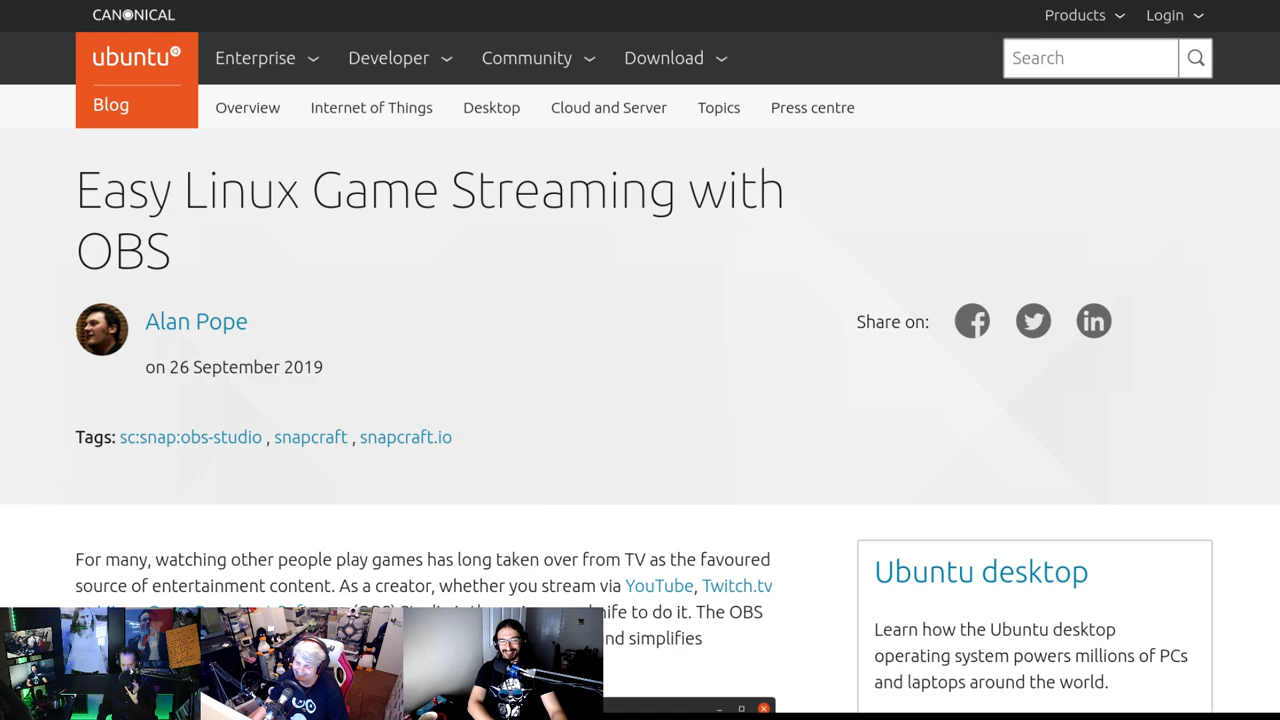 CANONICAL
Products
Login
ubuntu
Enterprise
Developer
Community
Download
Search
Blog
Overview
Internet of Things
Desktop
Cloud and Server
Topics
Press centre
Easy Linux Game Streaming with
OBS
Alan Pope
on 26 September 2019
Share on:
Tags: sc:snap:obs-studio , snapcraft , snapcraft.io
For many, watching other people play games has long taken over from TV as the favoured
source of entertainment content. As a creator, whether you stream via YouTube, Twitch.tv
to do it. The OBS
nd simplifies
Ubuntu desktop
Learn how the Ubuntu desktop
operating system powers millions of PCs
and laptops around the world.